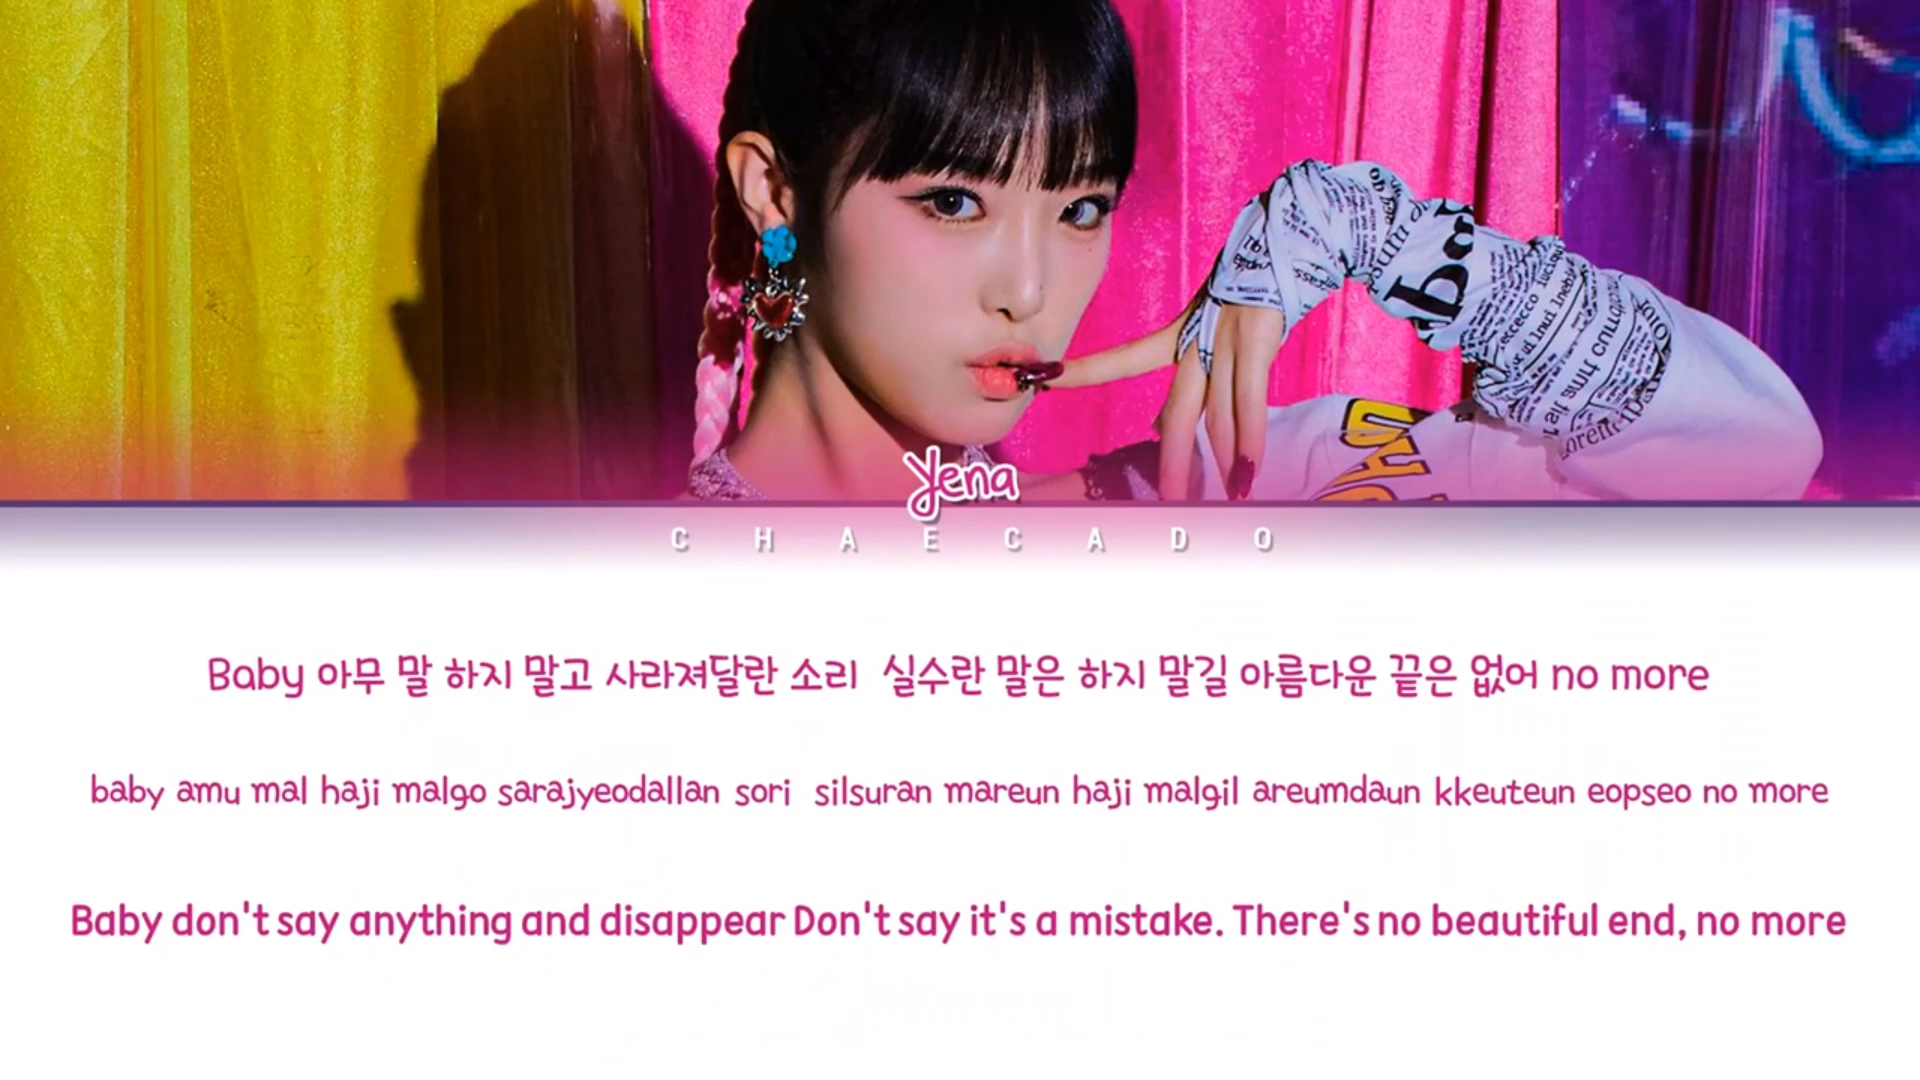 Yena
CHAECADO
Baby 아무 말 하지 말고 사라져달란 소리 실수란 말은 하지 말길 아름다운 끝은 없어 no more
baby amu mal haji malgo sarajyeodallan sori silsuran mareun haji malgil areumdaun kkeuteun eopseo no more
Baby don't say anything and disappear Don't say it's a mistake. There's no beautiful end, no more